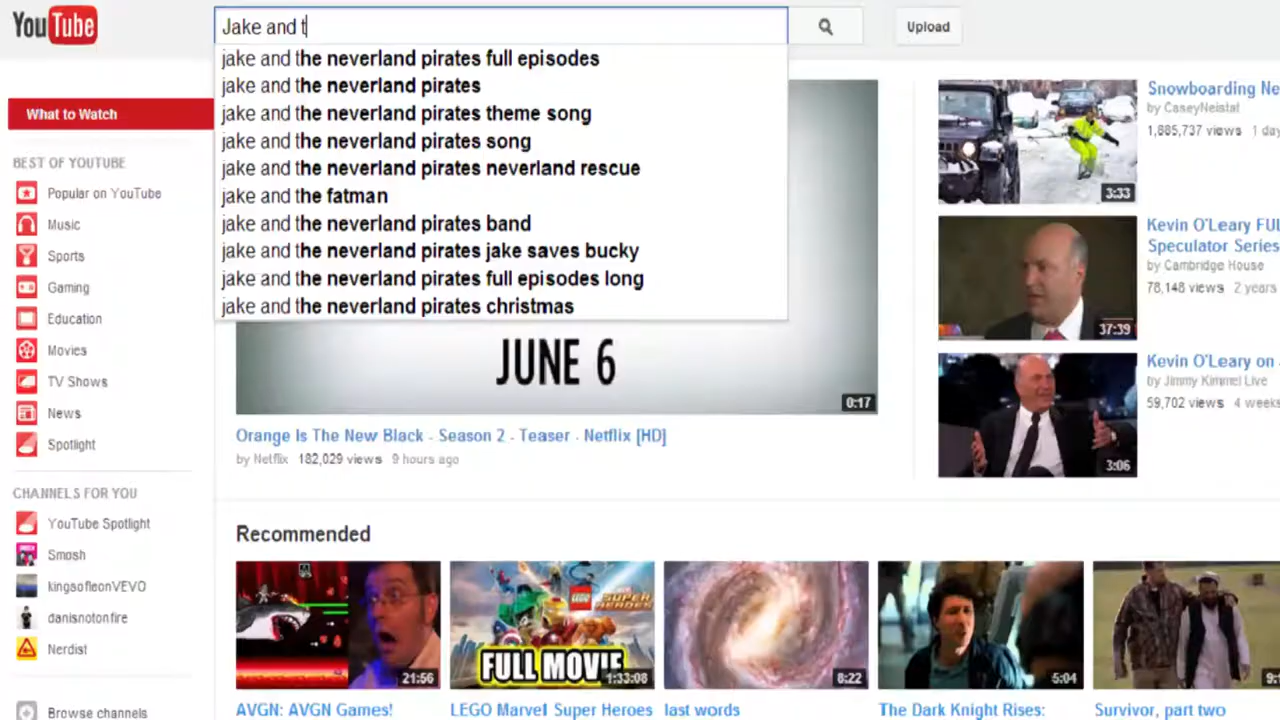 YouTube
Jake and t
Upload
jake and the neverland pirates full episodes
jake and the neverland pirates
jake and the neverland pirates theme song
jake and the neverland pirates song
jake and the neverland pirates neverland rescue
jake and the fatman
jake and the neverland pirates band
jake and the neverland pirates jake saves bucky
jake and the neverland pirates full episodes long
jake and the neverland pirates christmas
What to Watch
BEST OF YOUTUBE
Popular on YouTube
Music
Sports
Gaming
Education
Movies
TV Shows
News
Spotlight
CHANNELS FOR YOU
YouTube Spotlight
Smosh
kingsofleonVEVO
danisnotonfire
Nerdist
Browse channels
JUNE 6
0:17
Orange Is The New Black - Season 2 - Teaser - Netflix [HD]
by Netflix 182,029 views 9 hours ago
3:33
Snowboarding Ne
by CaseyNeistat
1,885,737 views 1 day
37:39
Kevin O'Leary FUL
Speculator Series
by Cambridge House
78,148 views 2 years
3:06
Kevin O'Leary on
by Jimmy Kimmel Live
59,702 views 4 weeks
Recommended
21:56
LEGO
MARVEL
SUPER HEROES
FULL MOVIE
1:33:08
8:22
5:04
9:1
AVGN: AVGN Games!
LEGO Marvel Super Heroes
last words
The Dark Knight Rises:
Survivor, part two